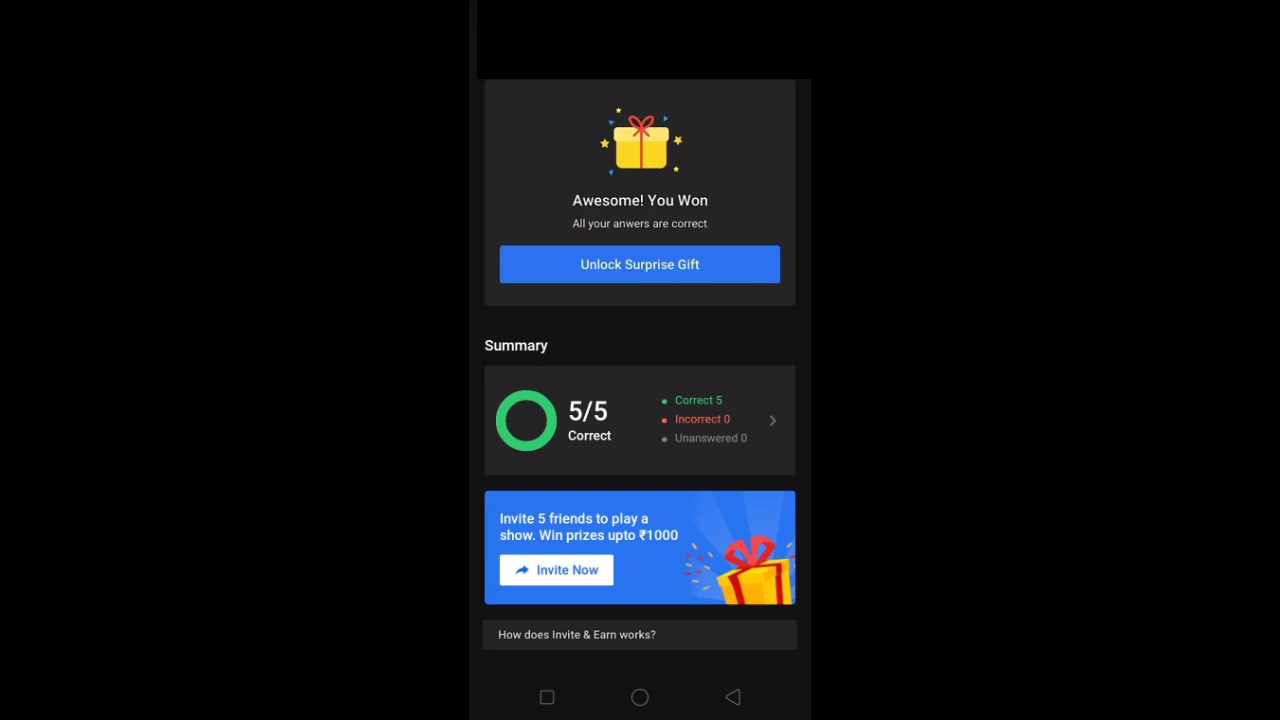 Awesome! You Won
All your anwers are correct
Unlock Surprise Gift
Summary
5/5
Correct
Correct 5
Incorrect 0
Unanswered 0
Invite 5 friends to play a
show. Win prizes upto ₹1000
Invite Now
How does Invite & Earn works?